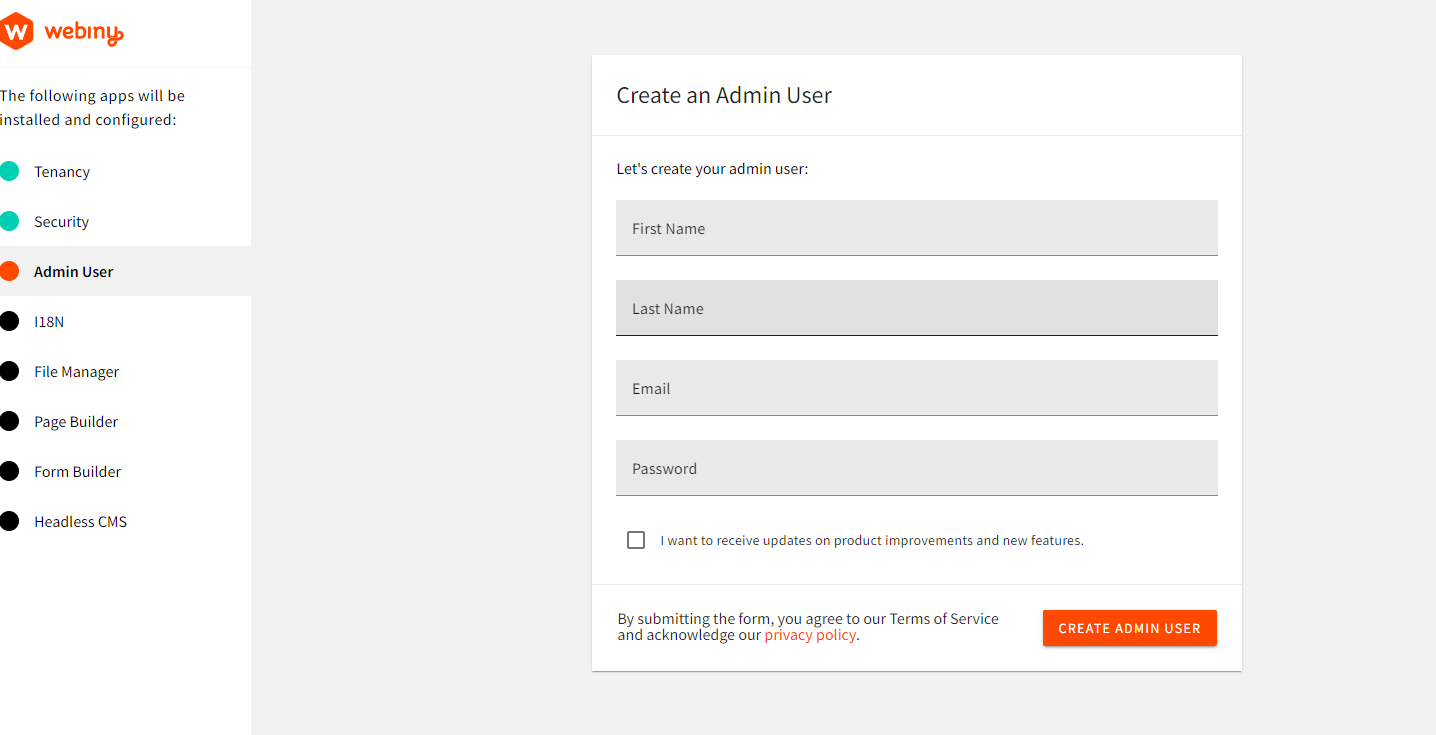 webiny
The following apps will be
installed and configured:
Tenancy
Security
Admin User
I18N
File Manager
Page Builder
Form Builder
Headless CMS
Create an Admin User
Let's create your admin user:
First Name
Last Name
Email
Password
I want to receive updates on product improvements and new features.
By submitting the form, you agree to our Terms of Service
and acknowledge our privacy policy.
CREATE ADMIN USER